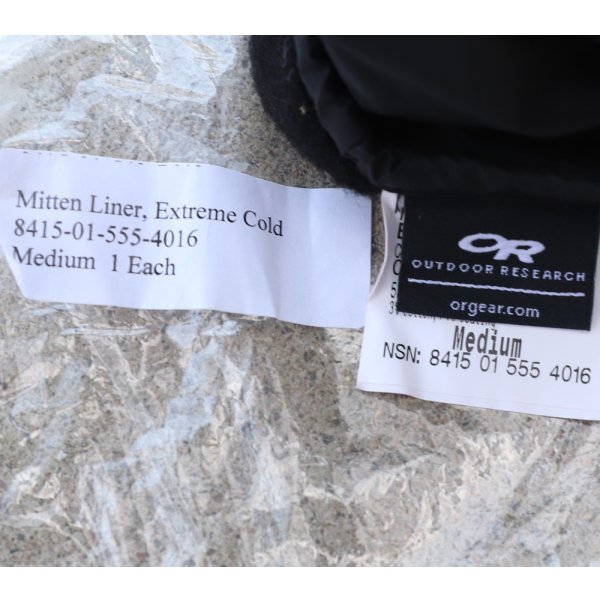 Mitten Liner, Extreme Cold
8415-01-555-4016
Medium 1 Each
OR
OUTDOOR RESEARCH
orgear.com
Medium
NSN: 8415 01 555 4016